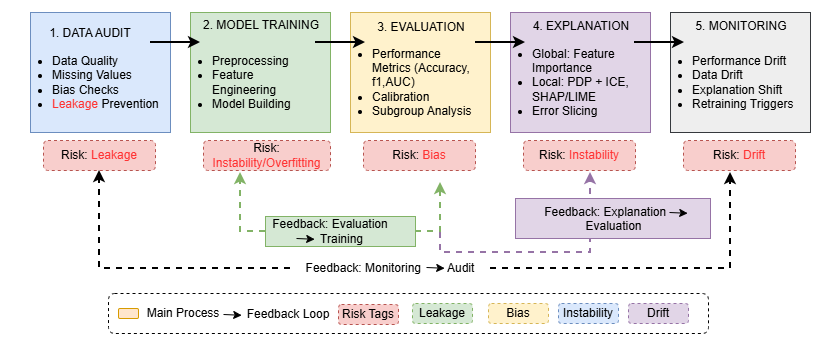 1. DATA AUDIT
Data Quality
Missing Values
Bias Checks
Leakage Prevention
2. MODEL TRAINING
Preprocessing
Feature
Engineering
Model Building
3. EVALUATION
Performance
Metrics (Accuracy,
f1,AUC)
Calibration
Subgroup Analysis
4. EXPLANATION
Global: Feature
Importance
Local: PDP + ICE,
SHAP/LIME
Error Slicing
5. MONITORING
Performance Drift
Data Drift
Explanation Shift
Retraining Triggers
Risk: Leakage
Risk:
Instability/Overfitting
Risk: Bias
Risk: Instability
Risk: Drift
Feedback: Evaluation
→ Training
Feedback: Explanation →
Evaluation
Feedback: Monitoring → Audit
Main Process → Feedback Loop
Risk Tags
Leakage
Bias
Instability
Drift